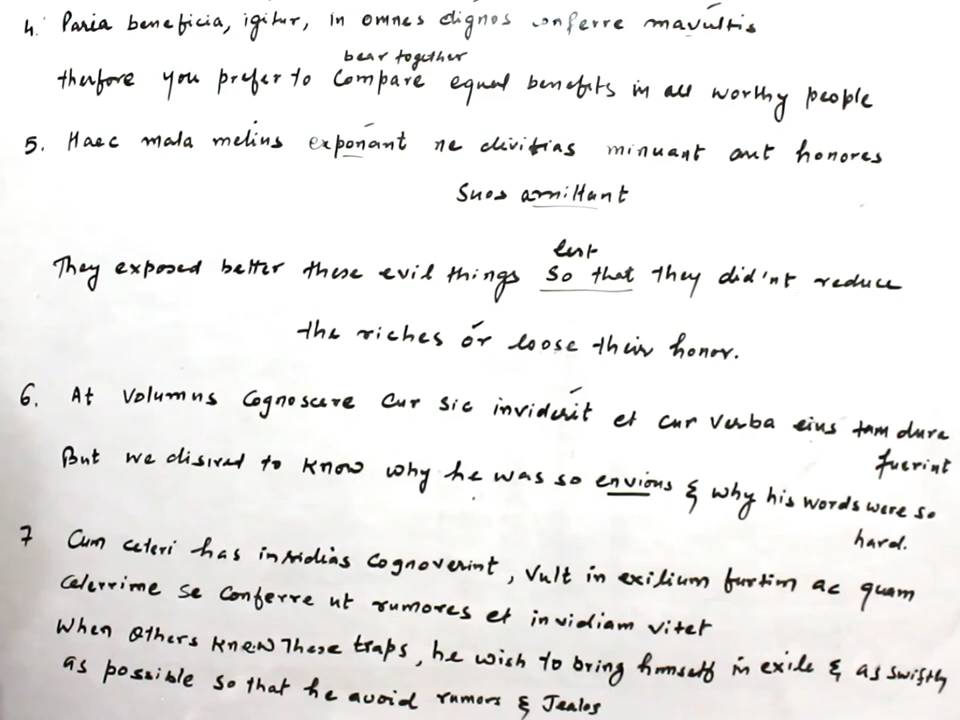 4. Paria beneficia, igitur, in omnes dignos conferre mavultis
bear together
therfore you prefer to compare equal benefits in all worthy people
5. Haec mala melius exponant ne divitias minuant aut honores
suos amittant
lest
They exposed better these evil things so that they did'nt reduce
the riches or loose their honor.
6. At volumus cognoscere cur sic inviderit et cur verba eius tam dura
fuerint
But we disired to know why he was so envious & why his words were so
hard.
7 Cum ceteri has insidias cognoverint, vult in exilium furtim ac quam
celerrime se conferre ut rumores et invidiam vitet
When others knew these traps, he wish to bring himself in exile & as swiftly
as possible so that he avoid rumors & Jealos